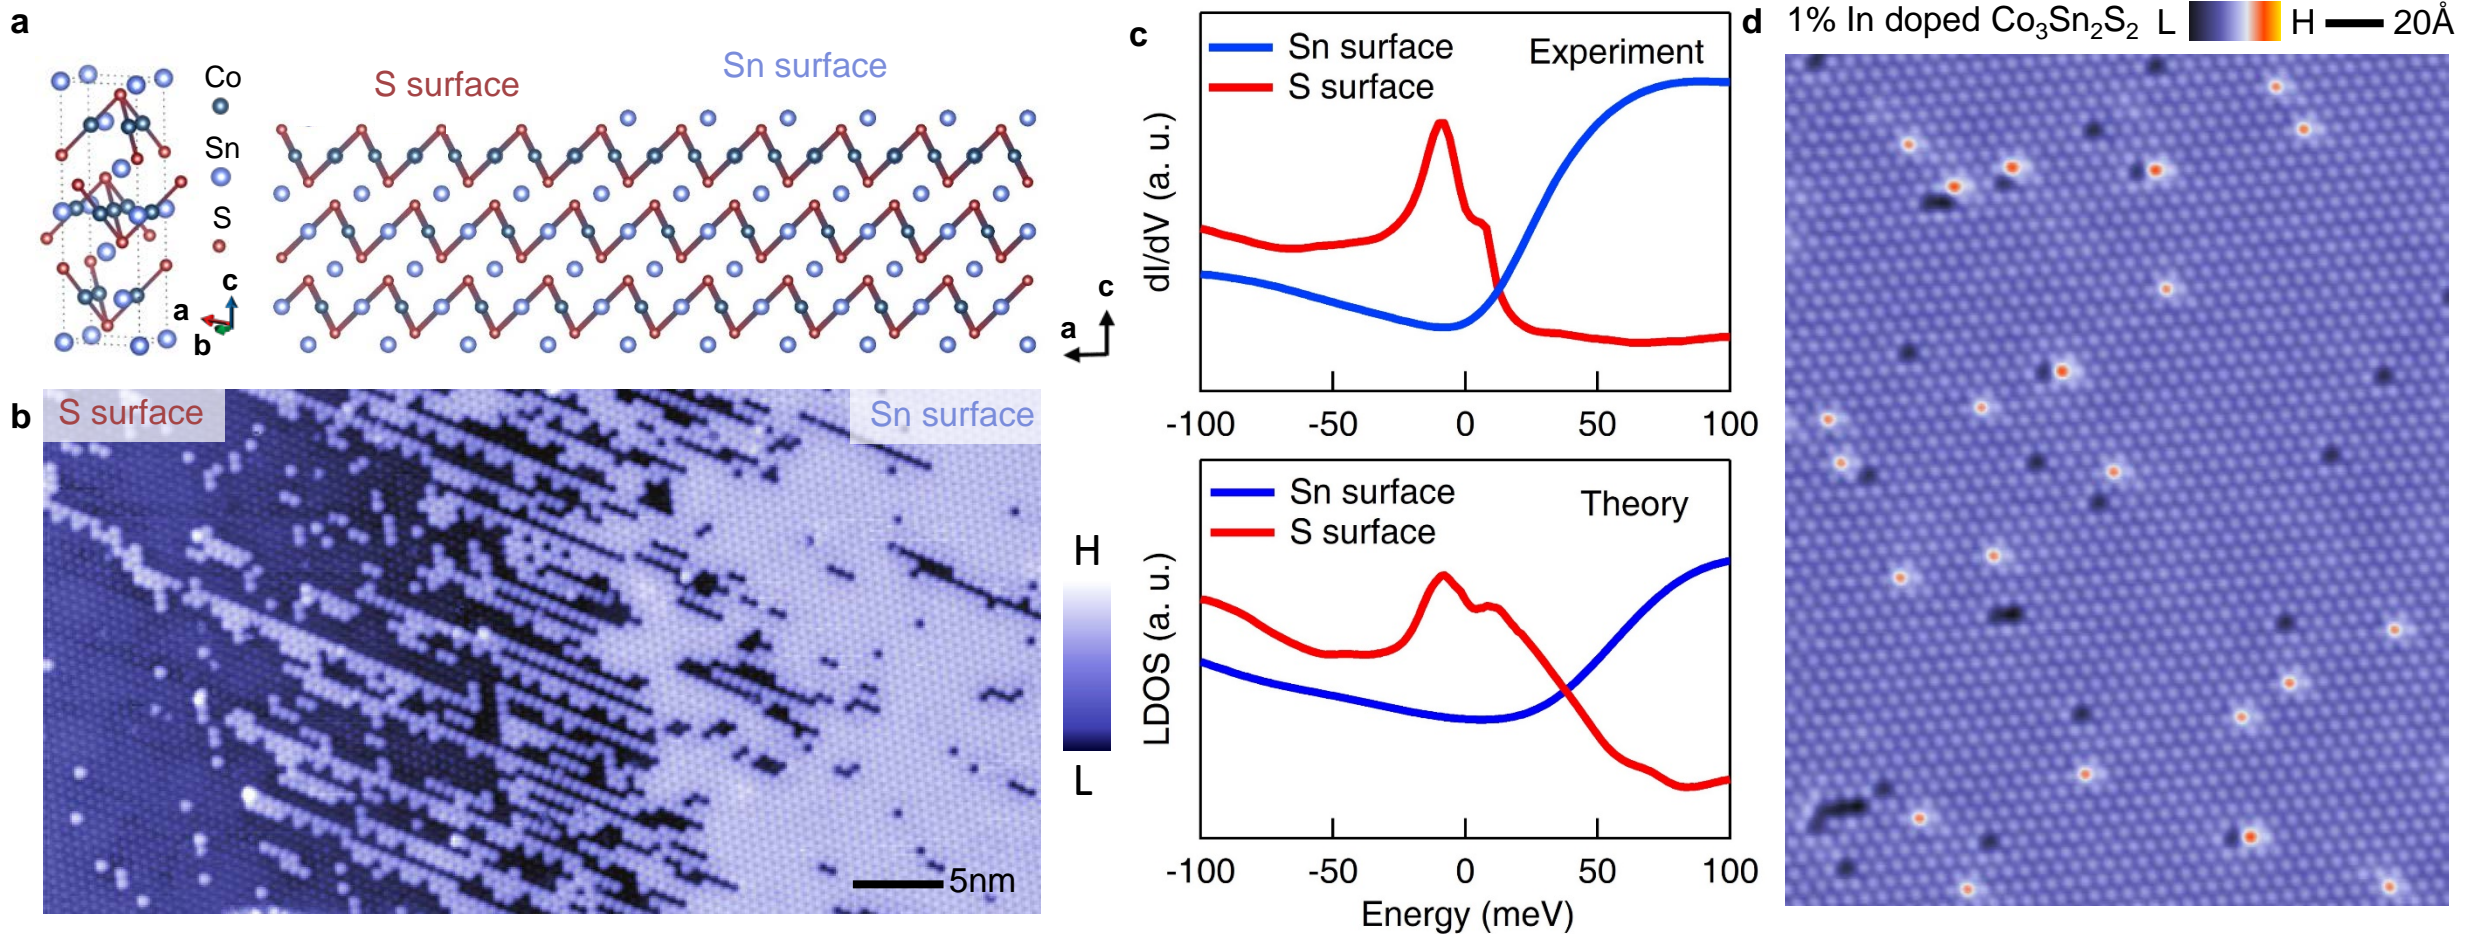 a
S surface
Sn surface
Co
Sn
S
c
a
b
c
a
b
S surface
Sn surface
H
L
5nm
c
Sn surface
S surface
Experiment
dI/dV (a. u.)
-100 -50 0 50 100
Sn surface
S surface
Theory
LDOS (a. u.)
-100 -50 0 50 100
Energy (meV)
d 1% In doped Co₃Sn₂S₂ L H 20Å